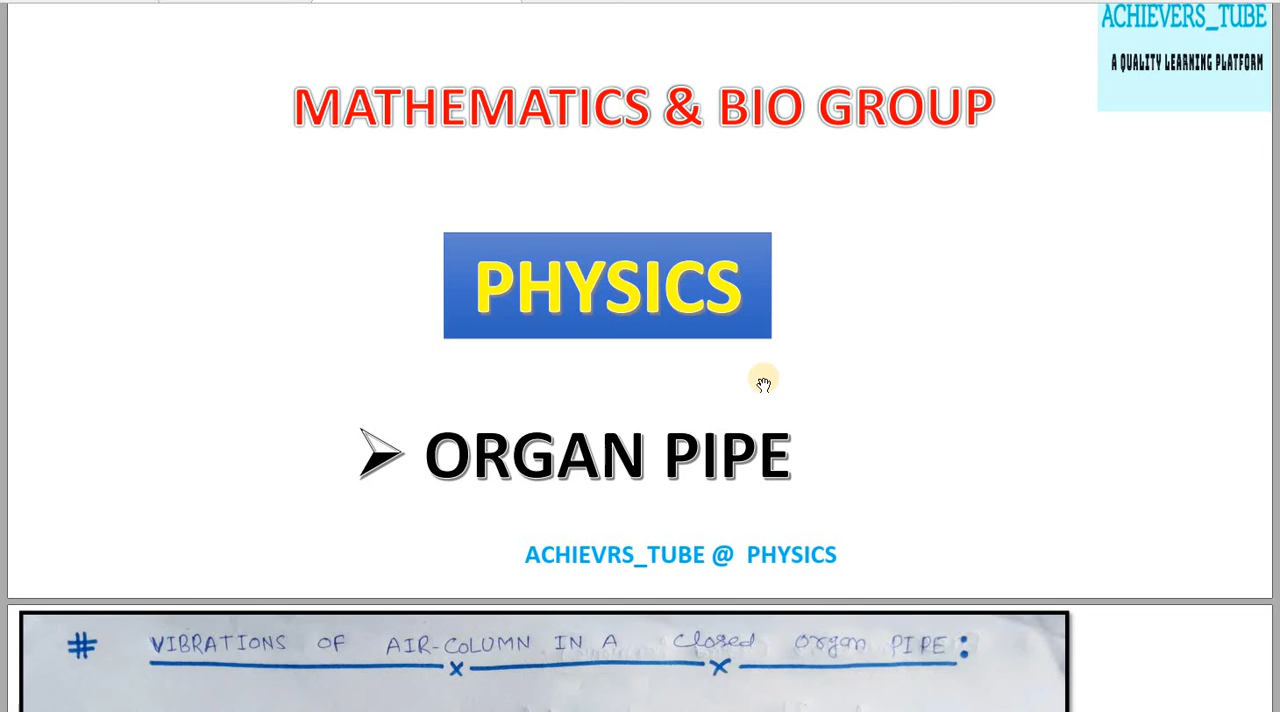 ACHIEVERS_TUBE
A QUALITY LEARNING PLATFORM
MATHEMATICS & BIO GROUP
PHYSICS
ORGAN PIPE
ACHIEVRS_TUBE @ PHYSICS
# VIBRATIONS OF AIR-COLUMN IN A Closed Organ PIPE: